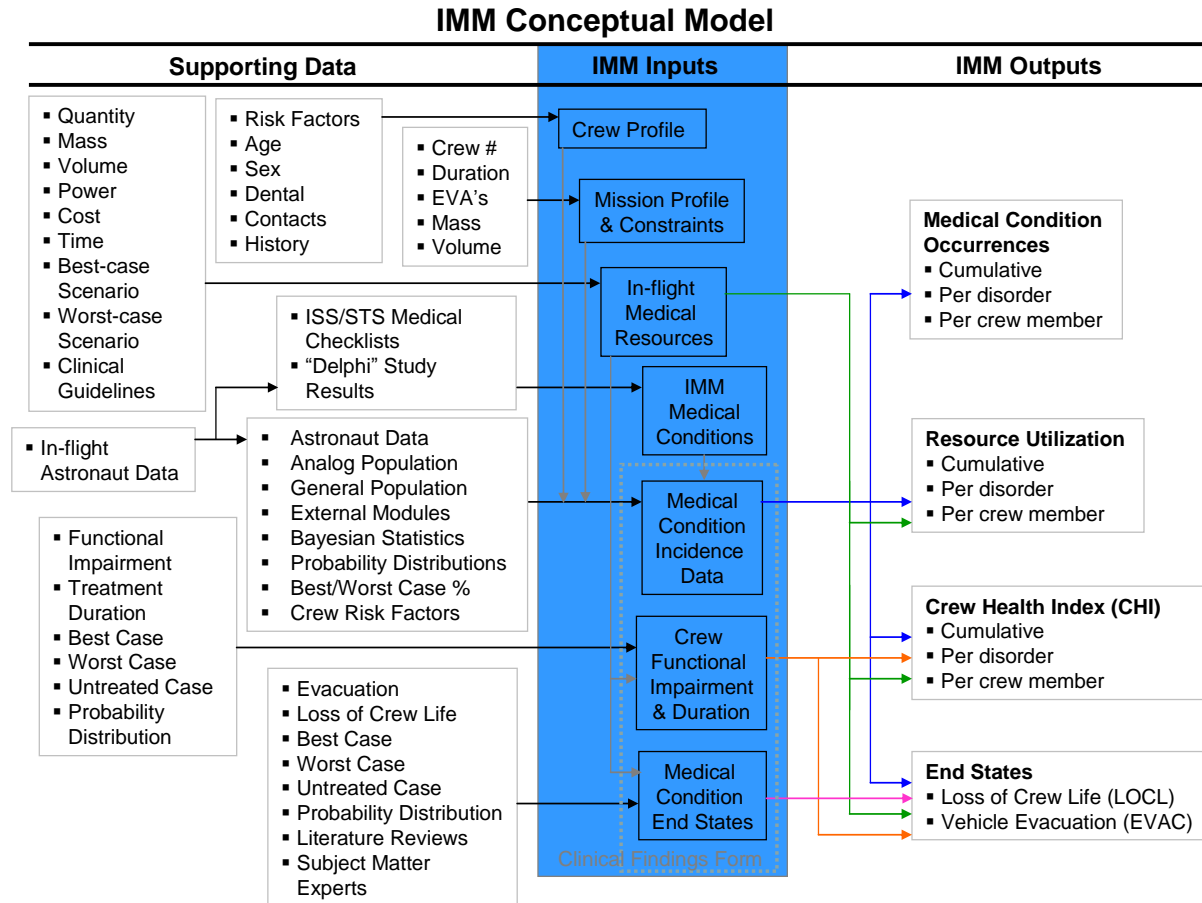 IMM Conceptual Model
Supporting Data
IMM Inputs
IMM Outputs
▪ Quantity
▪ Mass
▪ Volume
▪ Power
▪ Cost
▪ Time
▪ Best-case
Scenario
▪ Worst-case
Scenario
▪ Clinical
Guidelines
▪ Risk Factors
▪ Age
▪ Sex
▪ Dental
▪ Contacts
▪ History
▪ Crew #
▪ Duration
▪ EVA's
▪ Mass
▪ Volume
▪ ISS/STS Medical
Checklists
▪ “Delphi” Study
Results
▪ In-flight
Astronaut Data
▪ Astronaut Data
▪ Analog Population
▪ General Population
▪ External Modules
▪ Bayesian Statistics
▪ Probability Distributions
▪ Best/Worst Case %
▪ Crew Risk Factors
▪ Functional
Impairment
▪ Treatment
Duration
▪ Best Case
▪ Worst Case
▪ Untreated Case
▪ Probability
Distribution
▪ Evacuation
▪ Loss of Crew Life
▪ Best Case
▪ Worst Case
▪ Untreated Case
▪ Probability Distribution
▪ Literature Reviews
▪ Subject Matter
Experts
Crew Profile
Mission Profile
& Constraints
In-flight
Medical
Resources
IMM
Medical
Conditions
Medical
Condition
Incidence
Data
Crew
Functional
Impairment
& Duration
Medical
Condition
End States
Clinical Findings Form
Medical Condition
Occurrences
▪ Cumulative
▪ Per disorder
▪ Per crew member
Resource Utilization
▪ Cumulative
▪ Per disorder
▪ Per crew member
Crew Health Index (CHI)
▪ Cumulative
▪ Per disorder
▪ Per crew member
End States
▪ Loss of Crew Life (LOCL)
▪ Vehicle Evacuation (EVAC)